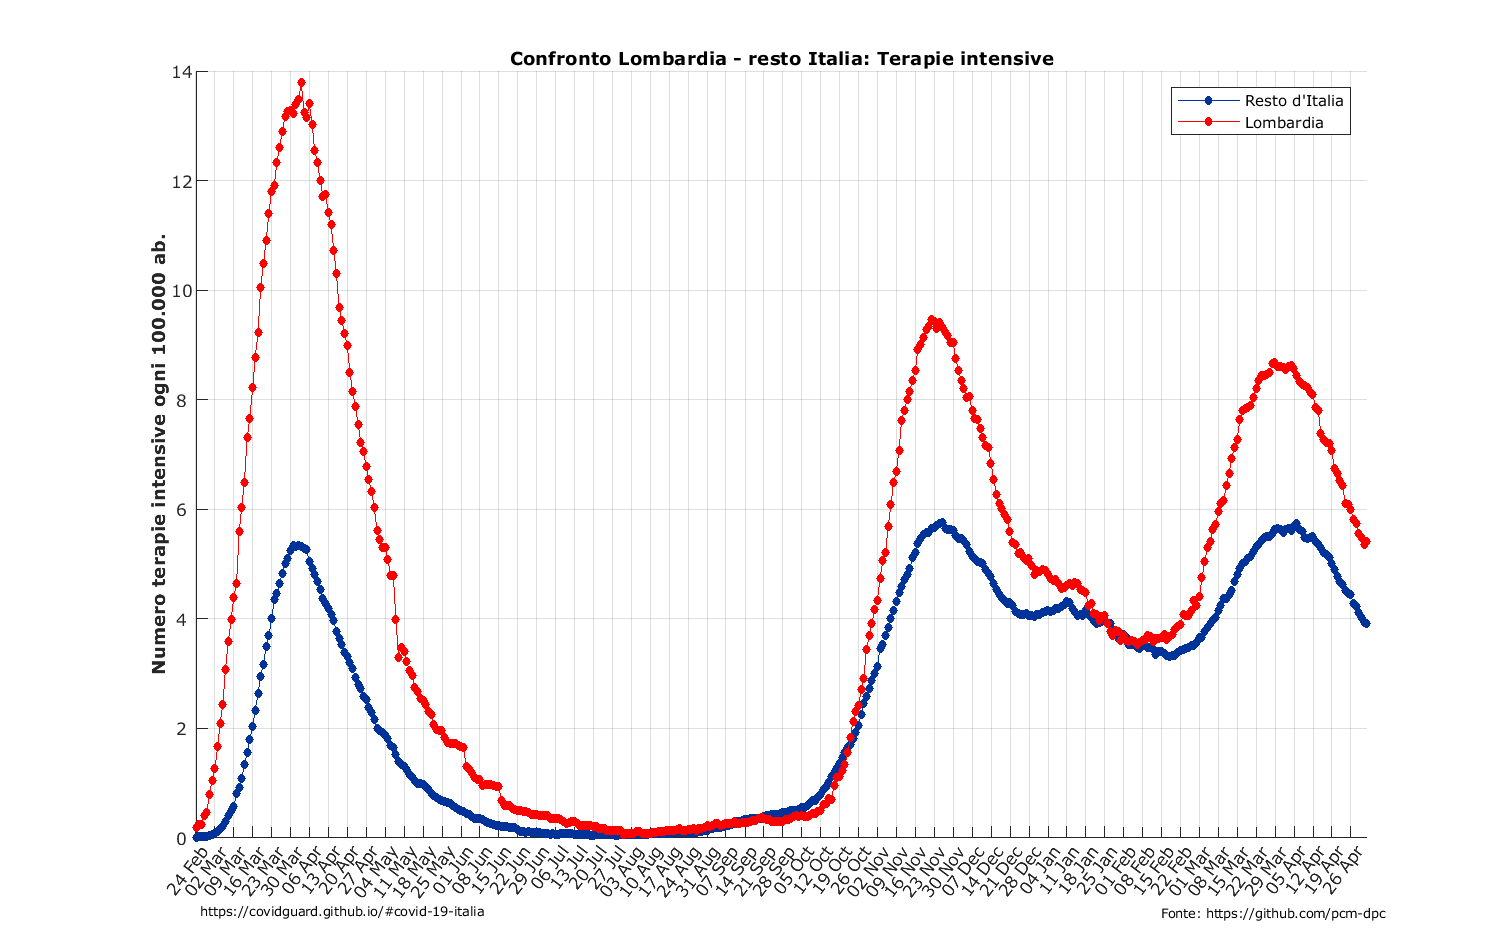 Confronto Lombardia - resto Italia: Terapie intensive
Resto d'Italia
Lombardia
Numero terapie intensive ogni 100.000 ab.
14
12
10
8
6
4
2
0
24 Feb
02 Mar
09 Mar
16 Mar
23 Mar
30 Mar
06 Apr
13 Apr
20 Apr
27 Apr
04 May
11 May
18 May
25 May
01 Jun
08 Jun
15 Jun
22 Jun
29 Jun
06 Jul
13 Jul
20 Jul
27 Jul
03 Aug
10 Aug
17 Aug
24 Aug
31 Aug
07 Sep
14 Sep
21 Sep
28 Sep
05 Oct
12 Oct
19 Oct
26 Oct
02 Nov
09 Nov
16 Nov
23 Nov
30 Nov
07 Dec
14 Dec
21 Dec
28 Dec
04 Jan
11 Jan
18 Jan
25 Jan
01 Feb
08 Feb
15 Feb
22 Feb
01 Mar
08 Mar
15 Mar
22 Mar
29 Mar
05 Apr
12 Apr
19 Apr
26 Apr
https://covidguard.github.io/#covid-19-italia
Fonte: https://github.com/pcm-dpc